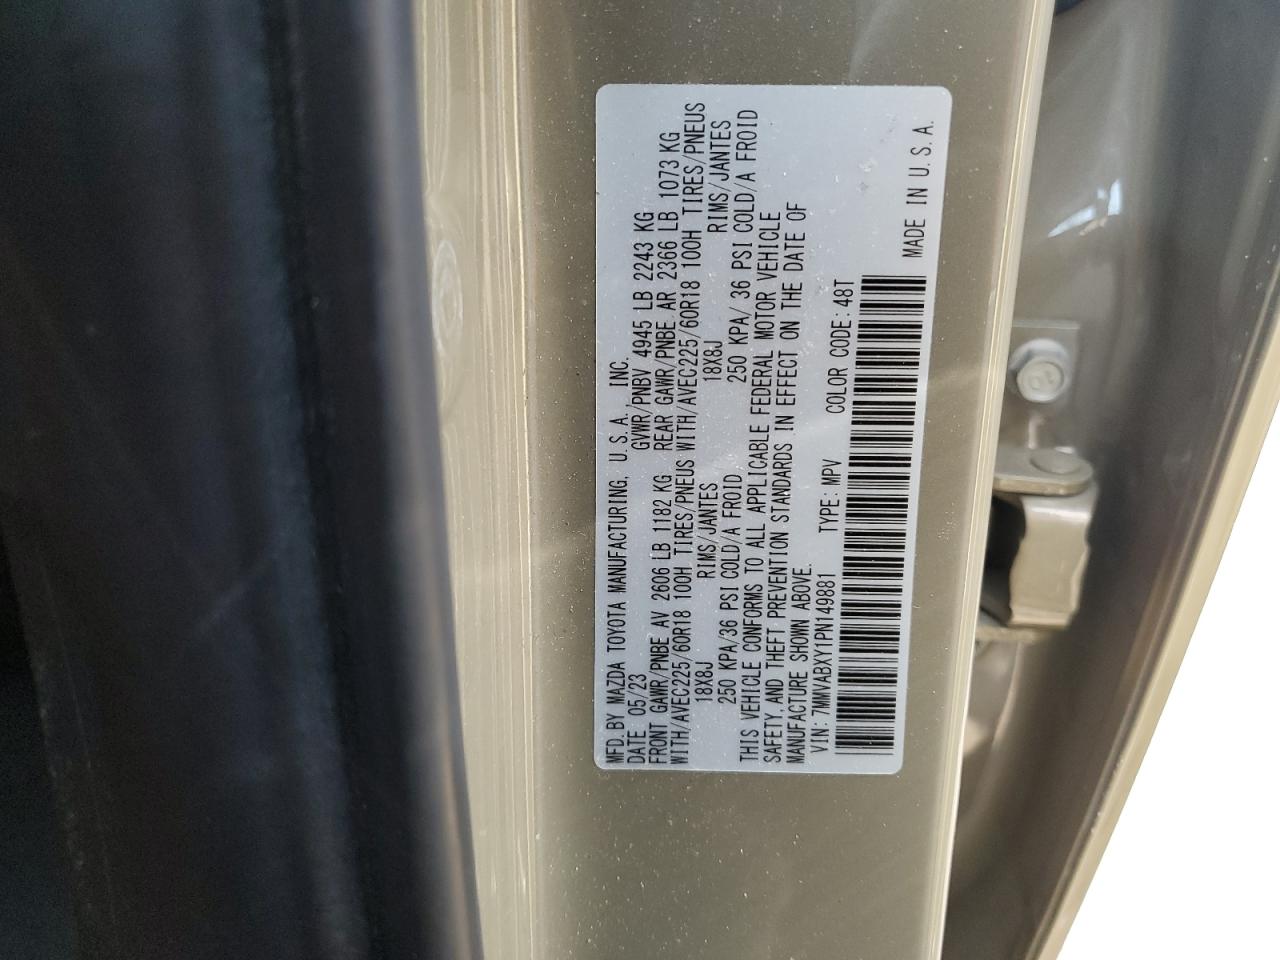 MFD. BY MAZDA TOYOTA MANUFACTURING, U.S.A., INC.
DATE 05/23 GVWR/PNBV 4945 LB 2243 KG
FRONT GAWR/PNBE AV 2606 LB 1182 KG REAR GAWR/PNBE AR 2366 LB 1073 KG
WITH/AVEC225/60R18 100H TIRES/PNEUS WITH/AVEC225/60R18 100H TIRES/PNEUS
18X8J RIMS/JANTES 18X8J RIMS/JANTES
250 KPA/36 PSI COLD/A FROID 250 KPA/ 36 PSI COLD/A FROID
THIS VEHICLE CONFORMS TO ALL APPLICABLE FEDERAL MOTOR VEHICLE
SAFETY, AND THEFT PREVENTION STANDARDS IN EFFECT ON THE DATE OF
MANUFACTURE SHOWN ABOVE.
VIN: 7MMVABXY1PN149881 TYPE: MPV COLOR CODE: 48T
MADE IN U.S.A.